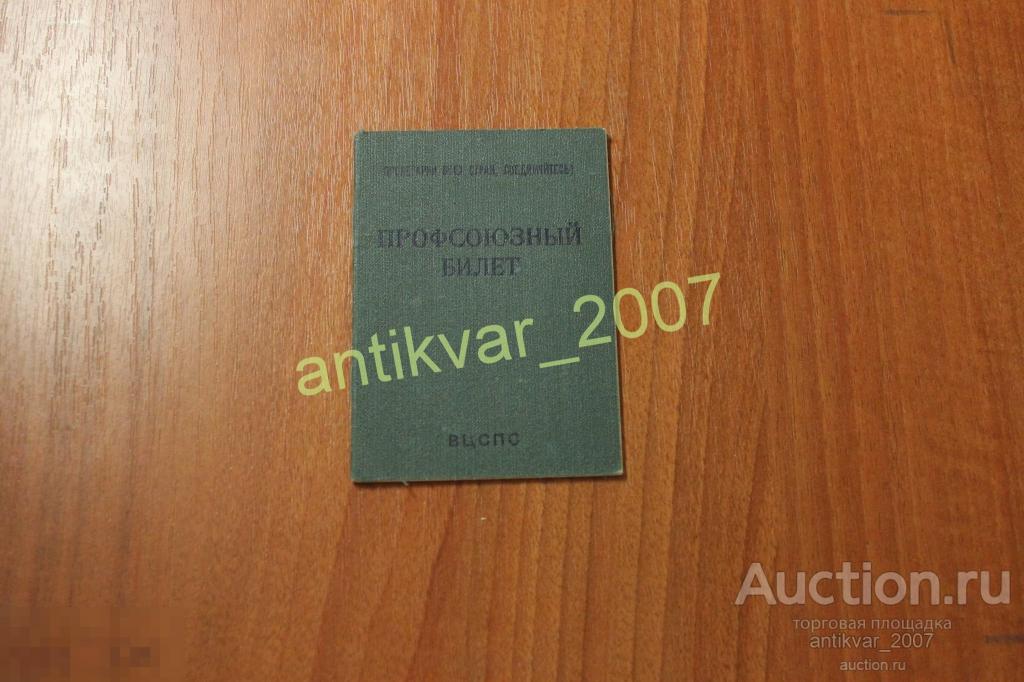 ПРОЛЕТАРИИ ВСЕХ СТРАН, СОЕДИНЯЙТЕСЬ!
ПРОФСОЮЗНЫЙ
БИЛЕТ
antikvar_2007
ВЦСПС
Auction.ru
торговая площадка
antikvar_2007
auction.ru